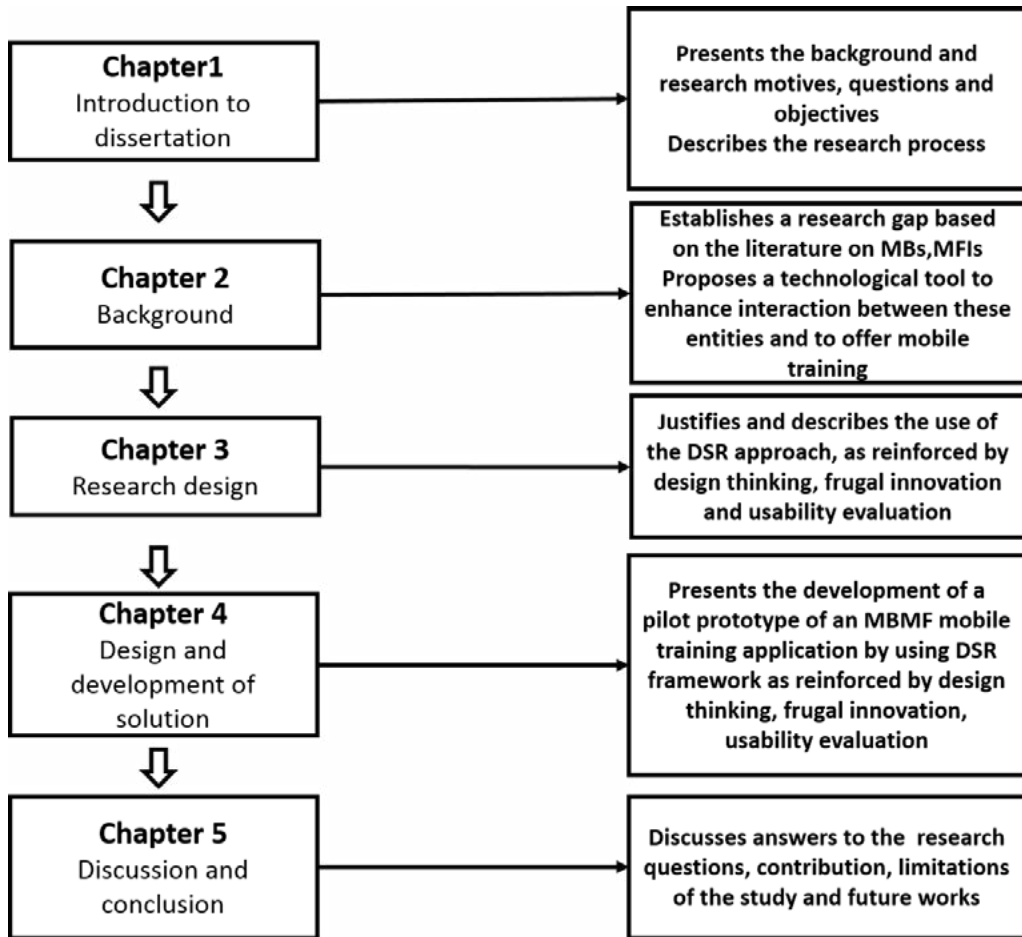 Chapter1
Introduction to
dissertation
Presents the background and
research motives, questions and
objectives
Describes the research process
Chapter 2
Background
Establishes a research gap based
on the literature on MBs,MFIs
Proposes a technological tool to
enhance interaction between these
entities and to offer mobile
training
Chapter 3
Research design
Justifies and describes the use of
the DSR approach, as reinforced by
design thinking, frugal innovation
and usability evaluation
Chapter 4
Design and
development of
solution
Presents the development of a
pilot prototype of an MBMF mobile
training application by using DSR
framework as reinforced by design
thinking, frugal innovation,
usability evaluation
Chapter 5
Discussion and
conclusion
Discusses answers to the research
questions, contribution, limitations
of the study and future works